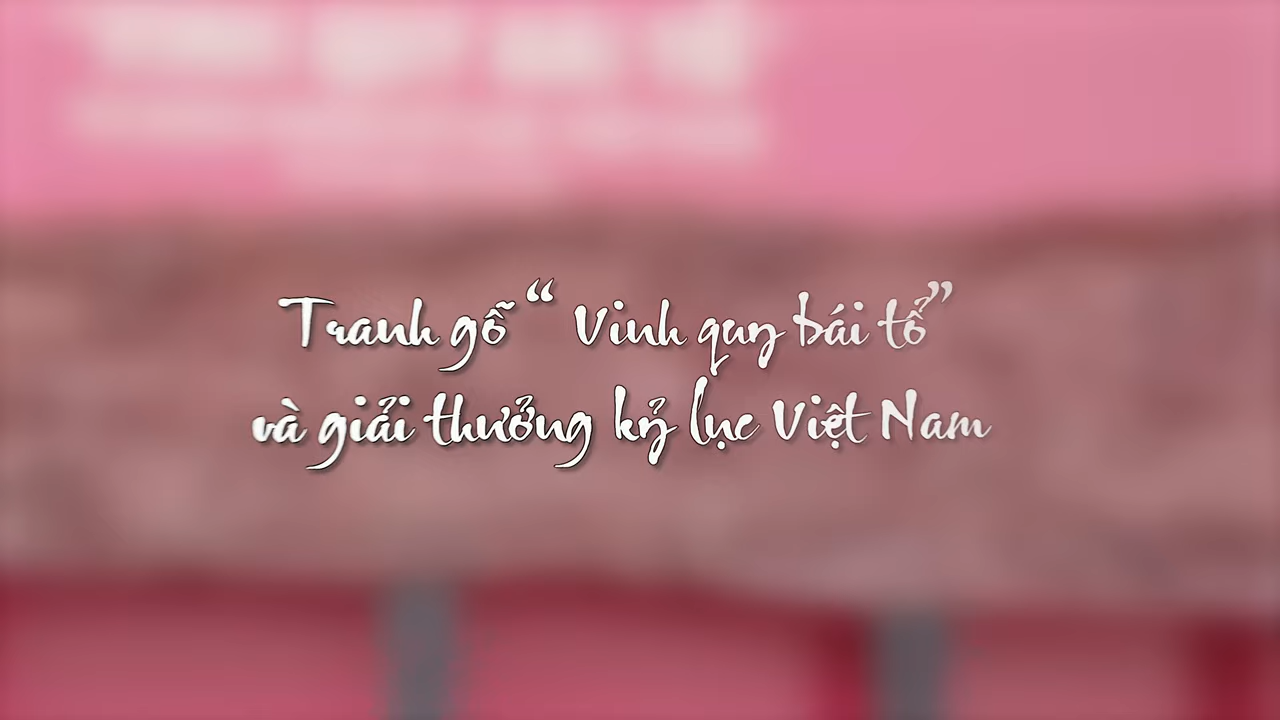 Tranh gỗ “ Vinh quy bái tổ”
và giải thưởng kỷ lục Việt Nam